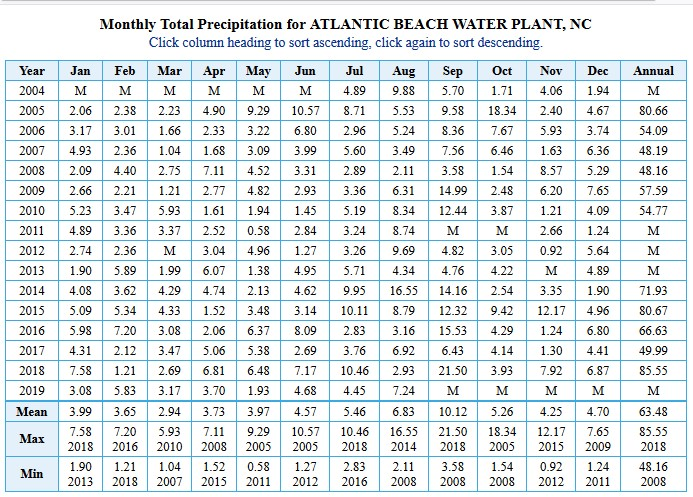 Monthly Total Precipitation for ATLANTIC BEACH WATER PLANT, NC
Click column heading to sort ascending, click again to sort descending.
Year Jan Feb Mar Apr May Jun Jul Aug Sep Oct Nov Dec Annual
2004 M M M M M M 4.89 9.88 5.70 1.71 4.06 1.94 M
2005 2.06 2.38 2.23 4.90 9.29 10.57 8.71 5.53 9.58 18.34 2.40 4.67 80.66
2006 3.17 3.01 1.66 2.33 3.22 6.80 2.96 5.24 8.36 7.67 5.93 3.74 54.09
2007 4.93 2.36 1.04 1.68 3.09 3.99 5.60 3.49 7.56 6.46 1.63 6.36 48.19
2008 2.09 4.40 2.75 7.11 4.52 3.31 2.89 2.11 3.58 1.54 8.57 5.29 48.16
2009 2.66 2.21 1.21 2.77 4.82 2.93 3.36 6.31 14.99 2.48 6.20 7.65 57.59
2010 5.23 3.47 5.93 1.61 1.94 1.45 5.19 8.34 12.44 3.87 1.21 4.09 54.77
2011 4.89 3.36 3.37 2.52 0.58 2.84 3.24 8.74 M M 2.66 1.24 M
2012 2.74 2.36 M 3.04 4.96 1.27 3.26 9.69 4.82 3.05 0.92 5.64 M
2013 1.90 5.89 1.99 6.07 1.38 4.95 5.71 4.34 4.76 4.22 M 4.89 M
2014 4.08 3.62 4.29 4.74 2.13 4.62 9.95 16.55 14.16 2.54 3.35 1.90 71.93
2015 5.09 5.34 4.33 1.52 3.48 3.14 10.11 8.79 12.32 9.42 12.17 4.96 80.67
2016 5.98 7.20 3.08 2.06 6.37 8.09 2.83 3.16 15.53 4.29 1.24 6.80 66.63
2017 4.31 2.12 3.47 5.06 5.38 2.69 3.76 6.92 6.43 4.14 1.30 4.41 49.99
2018 7.58 1.21 2.69 6.81 6.48 7.17 10.46 2.93 21.50 3.93 7.92 6.87 85.55
2019 3.08 5.83 3.17 3.70 1.93 4.68 4.45 7.24 M M M M M
Mean 3.99 3.65 2.94 3.73 3.97 4.57 5.46 6.83 10.12 5.26 4.25 4.70 63.48
Max 7.58 7.20 5.93 7.11 9.29 10.57 10.46 16.55 21.50 18.34 12.17 7.65 85.55
2018 2016 2010 2008 2005 2005 2018 2014 2018 2005 2015 2009 2018
Min 1.90 1.21 1.04 1.52 0.58 1.27 2.83 2.11 3.58 1.54 0.92 1.24 48.16
2013 2018 2007 2015 2011 2012 2016 2008 2008 2008 2012 2011 2008